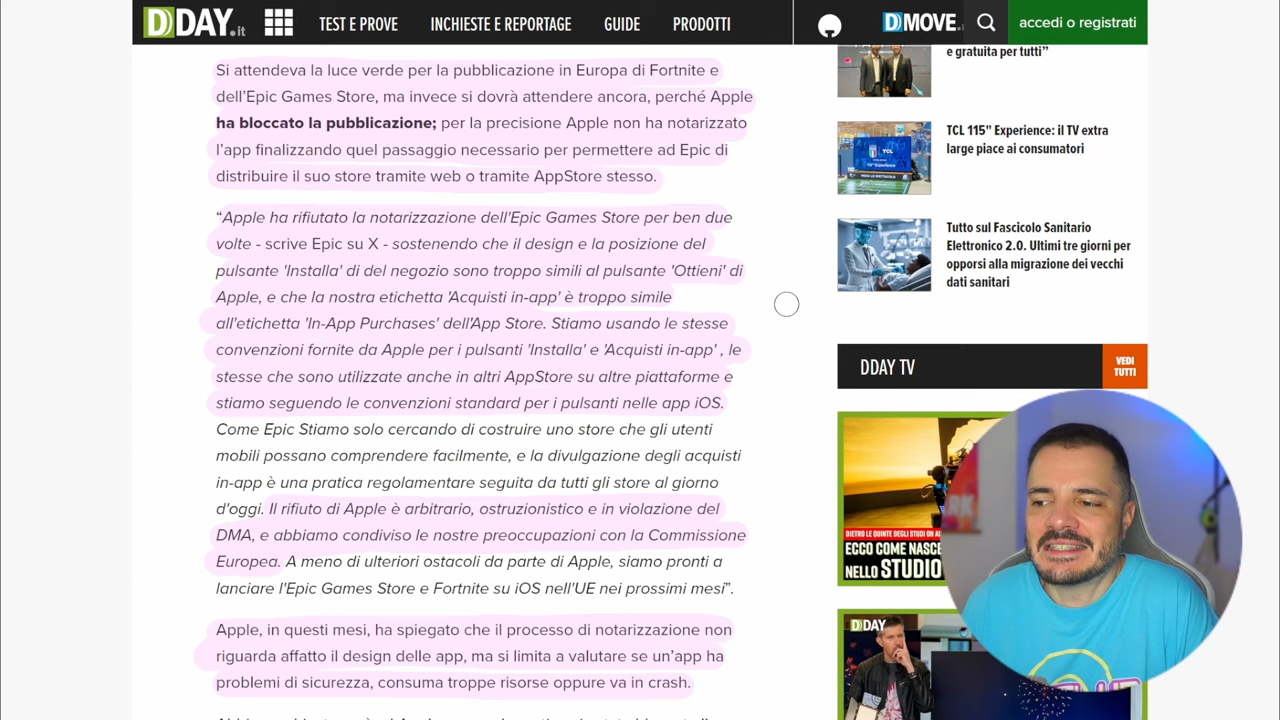 DDAY.it
TEST E PROVE
INCHIESTE E REPORTAGE
GUIDE
PRODOTTI
DMOVE
accedi o registrati
Si attendeva la luce verde per la pubblicazione in Europa di Fortnite e
dell'Epic Games Store, ma invece si dovrà attendere ancora, perché Apple
ha bloccato la pubblicazione; per la precisione Apple non ha notarizzato
l'app finalizzando quel passaggio necessario per permettere ad Epic di
distribuire il suo store tramite web o tramite AppStore stesso.
“Apple ha rifiutato la notarizzazione dell'Epic Games Store per ben due
volte - scrive Epic su X - sostenendo che il design e la posizione del
pulsante 'Installa' di del negozio sono troppo simili al pulsante 'Ottieni' di
Apple, e che la nostra etichetta 'Acquisti in-app' è troppo simile
all'etichetta 'In-App Purchases' dell'App Store. Stiamo usando le stesse
convenzioni fornite da Apple per i pulsanti 'Installa' e 'Acquisti in-app' , le
stesse che sono utilizzate anche in altri AppStore su altre piattaforme e
stiamo seguendo le convenzioni standard per i pulsanti nelle app iOS.
Come Epic Stiamo solo cercando di costruire uno store che gli utenti
mobili possano comprendere facilmente, e la divulgazione degli acquisti
in-app è una pratica regolamentare seguita da tutti gli store al giorno
d'oggi. Il rifiuto di Apple è arbitrario, ostruzionistico e in violazione del
DMA, e abbiamo condiviso le nostre preoccupazioni con la Commissione
Europea. A meno di ulteriori ostacoli da parte di Apple, siamo pronti a
lanciare l'Epic Games Store e Fortnite su iOS nell'UE nei prossimi mesi”.
Apple, in questi mesi, ha spiegato che il processo di notarizzazione non
riguarda affatto il design delle app, ma si limita a valutare se un'app ha
problemi di sicurezza, consuma troppe risorse oppure va in crash.
e gratuita per tutti”
TCL 115" Experience: il TV extra
large piace ai consumatori
Tutto sul Fascicolo Sanitario
Elettronico 2.0. Ultimi tre giorni per
opporsi alla migrazione dei vecchi
dati sanitari
DDAY TV
VEDI
TUTTI
DIETRO LE QUINTE DEGLI STUDI
ECCO COME NASCE
NELLO STUDIO
DDAY